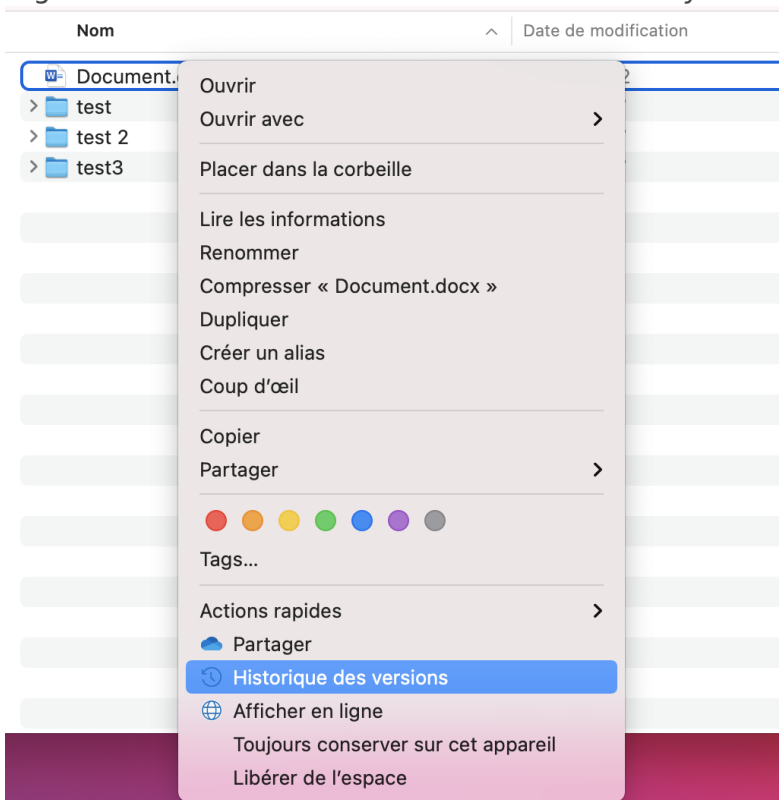 Nom
Date de modification
Document.
test
test 2
test3
Ouvrir
Ouvrir avec
Placer dans la corbeille
Lire les informations
Renommer
Compresser « Document.docx »
Dupliquer
Créer un alias
Coup d’œil
Copier
Partager
Tags...
Actions rapides
Partager
Historique des versions
Afficher en ligne
Toujours conserver sur cet appareil
Libérer de l’espace